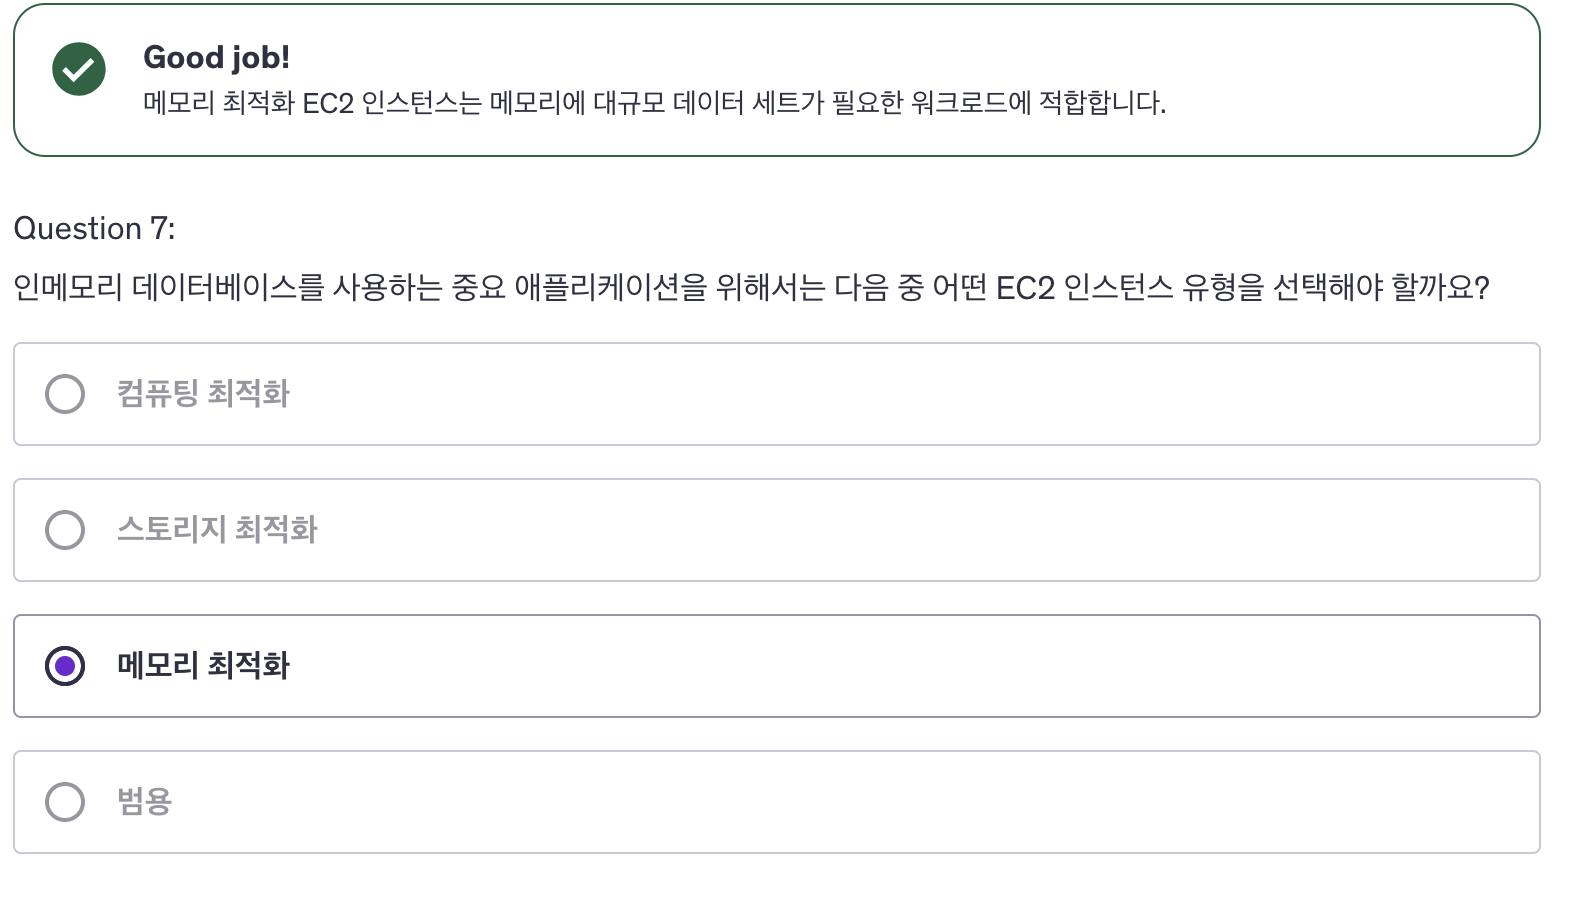 Good job!
메모리 최적화 EC2 인스턴스는 메모리에 대규모 데이터 세트가 필요한 워크로드에 적합합니다.
Question 7:
인메모리 데이터베이스를 사용하는 중요 애플리케이션을 위해서는 다음 중 어떤 EC2 인스턴스 유형을 선택해야 할까요?
컴퓨팅 최적화
스토리지 최적화
메모리 최적화
범용